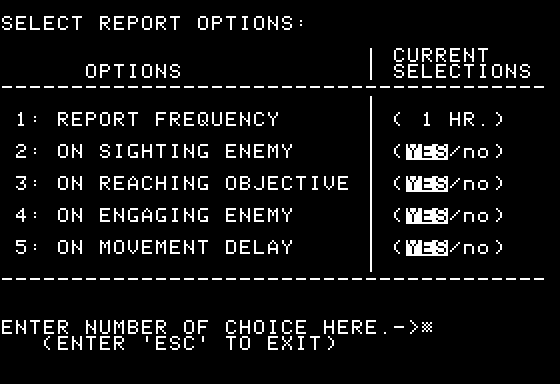 SELECT REPORT OPTIONS:
CURRENT
OPTIONS SELECTIONS
1: REPORT FREQUENCY ( 1 HR.)
2: ON SIGHTING ENEMY (YES/no)
3: ON REACHING OBJECTIVE (YES/no)
4: ON ENGAGING ENEMY (YES/no)
5: ON MOVEMENT DELAY (YES/no)
ENTER NUMBER OF CHOICE HERE.->
(ENTER 'ESC' TO EXIT)